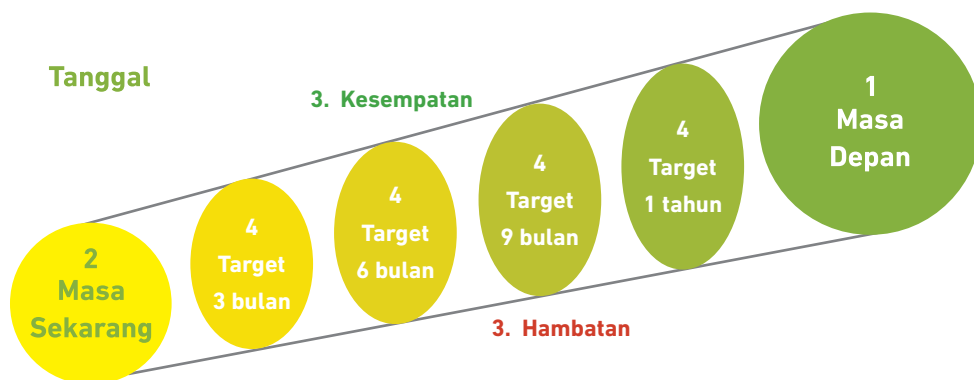 Tanggal
3. Kesempatan
1
Masa
Depan
4
Target
1 tahun
4
Target
9 bulan
4
Target
6 bulan
4
Target
3 bulan
2
Masa
Sekarang
3. Hambatan